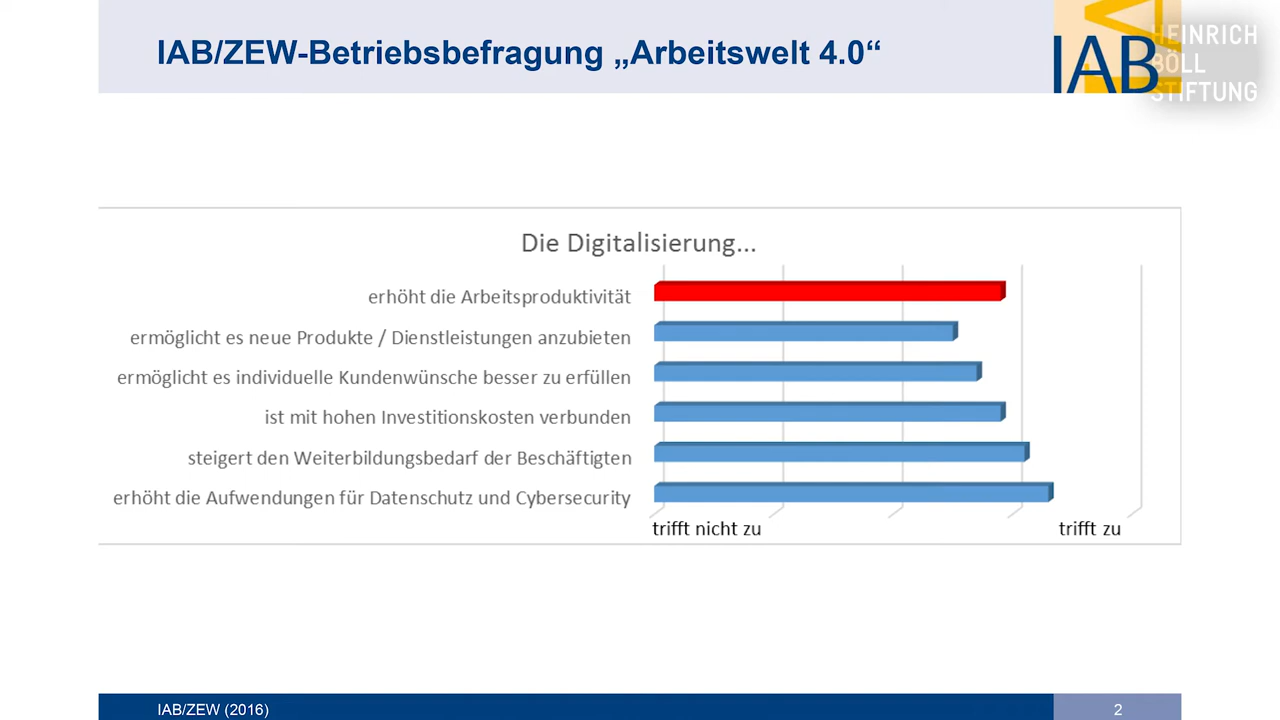 IAB/ZEW-Betriebsbefragung „Arbeitswelt 4.0“
IAB
HEINRICH
BÖLL
STIFTUNG
Die Digitalisierung...
erhöht die Arbeitsproduktivität
ermöglicht es neue Produkte / Dienstleistungen anzubieten
ermöglicht es individuelle Kundenwünsche besser zu erfüllen
ist mit hohen Investitionskosten verbunden
steigert den Weiterbildungsbedarf der Beschäftigten
erhöht die Aufwendungen für Datenschutz und Cybersecurity
trifft nicht zu trifft zu
IAB/ZEW (2016) 2